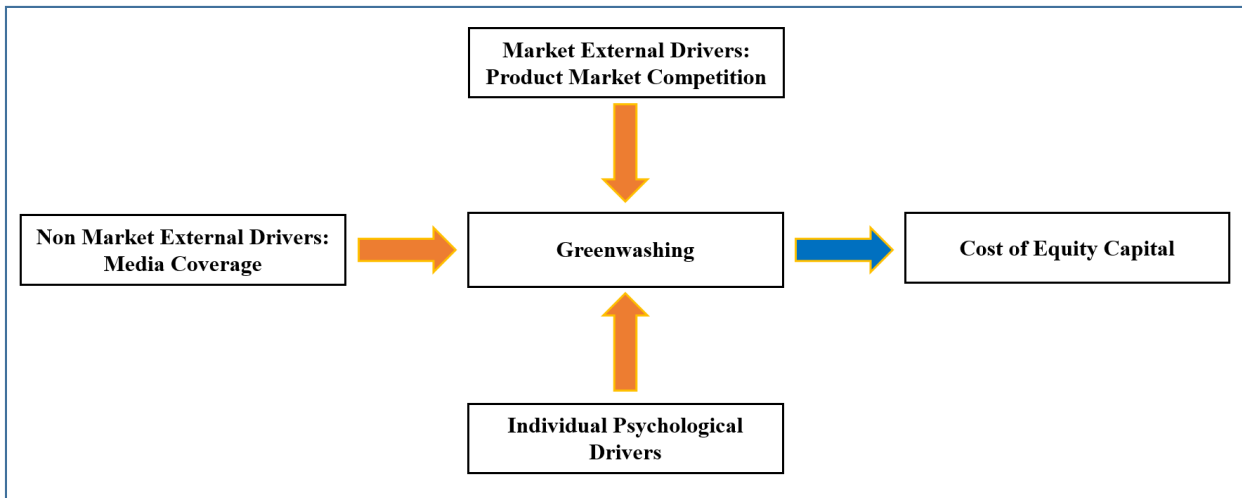 Market External Drivers:
Product Market Competition
Non Market External Drivers:
Media Coverage
Greenwashing
Cost of Equity Capital
Individual Psychological
Drivers